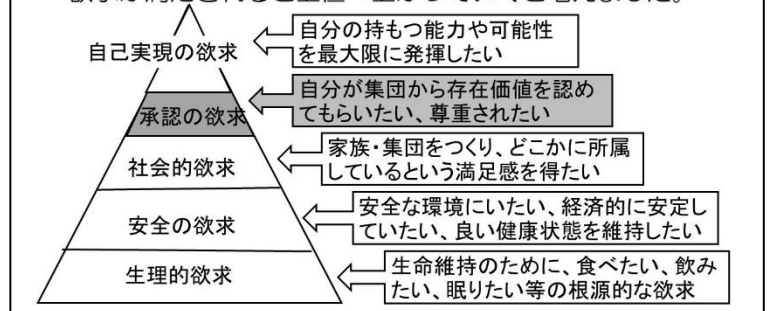 自己実現の欲求
自分の持もつ能力や可能性
を最大限に発揮したい
承認の欲求
自分が集団から存在価値を認め
てもらいたい、尊重されたい
社会的欲求
家族・集団をつくり、どこかに所属
しているという満足感を得たい
安全の欲求
安全な環境にいたい、経済的に安定し
ていたい、良い健康状態を維持したい
生理的欲求
生命維持のために、食べたい、飲み
たい、眠りたい等の根源的な欲求